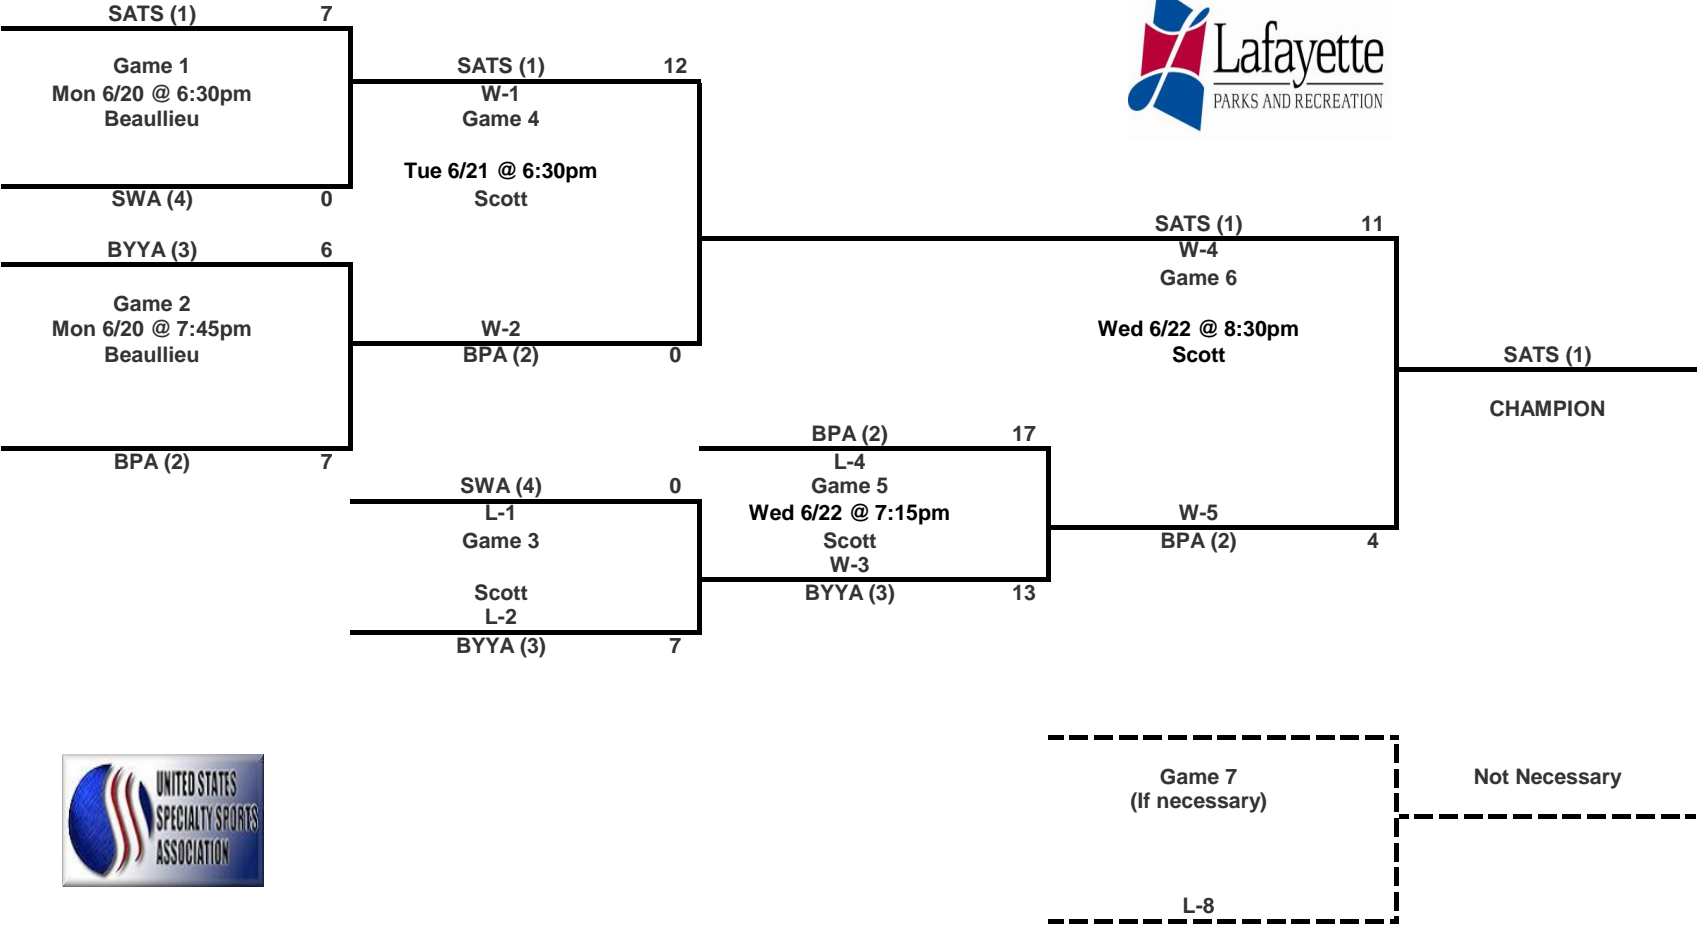 SATS (1) 7
Game 1
Mon 6/20 @ 6:30pm
Beaullieu
SWA (4) 0
BYYA (3) 6
Game 2
Mon 6/20 @ 7:45pm
Beaullieu
BPA (2) 7
SATS (1) 12
W-1
Game 4
Tue 6/21 @ 6:30pm
Scott
W-2
BPA (2) 0
SWA (4) 0
L-1
Game 3
Scott
L-2
BYYA (3) 7
BPA (2) 17
L-4
Game 5
Wed 6/22 @ 7:15pm
Scott
W-3
BYYA (3) 13
Lafayette
PARKS AND RECREATION
SATS (1) 11
W-4
Game 6
Wed 6/22 @ 8:30pm
Scott
W-5
BPA (2) 4
SATS (1)
CHAMPION
Game 7
(If necessary)
L-8
Not Necessary
UNITED STATES
SPECIALTY SPORTS
ASSOCIATION